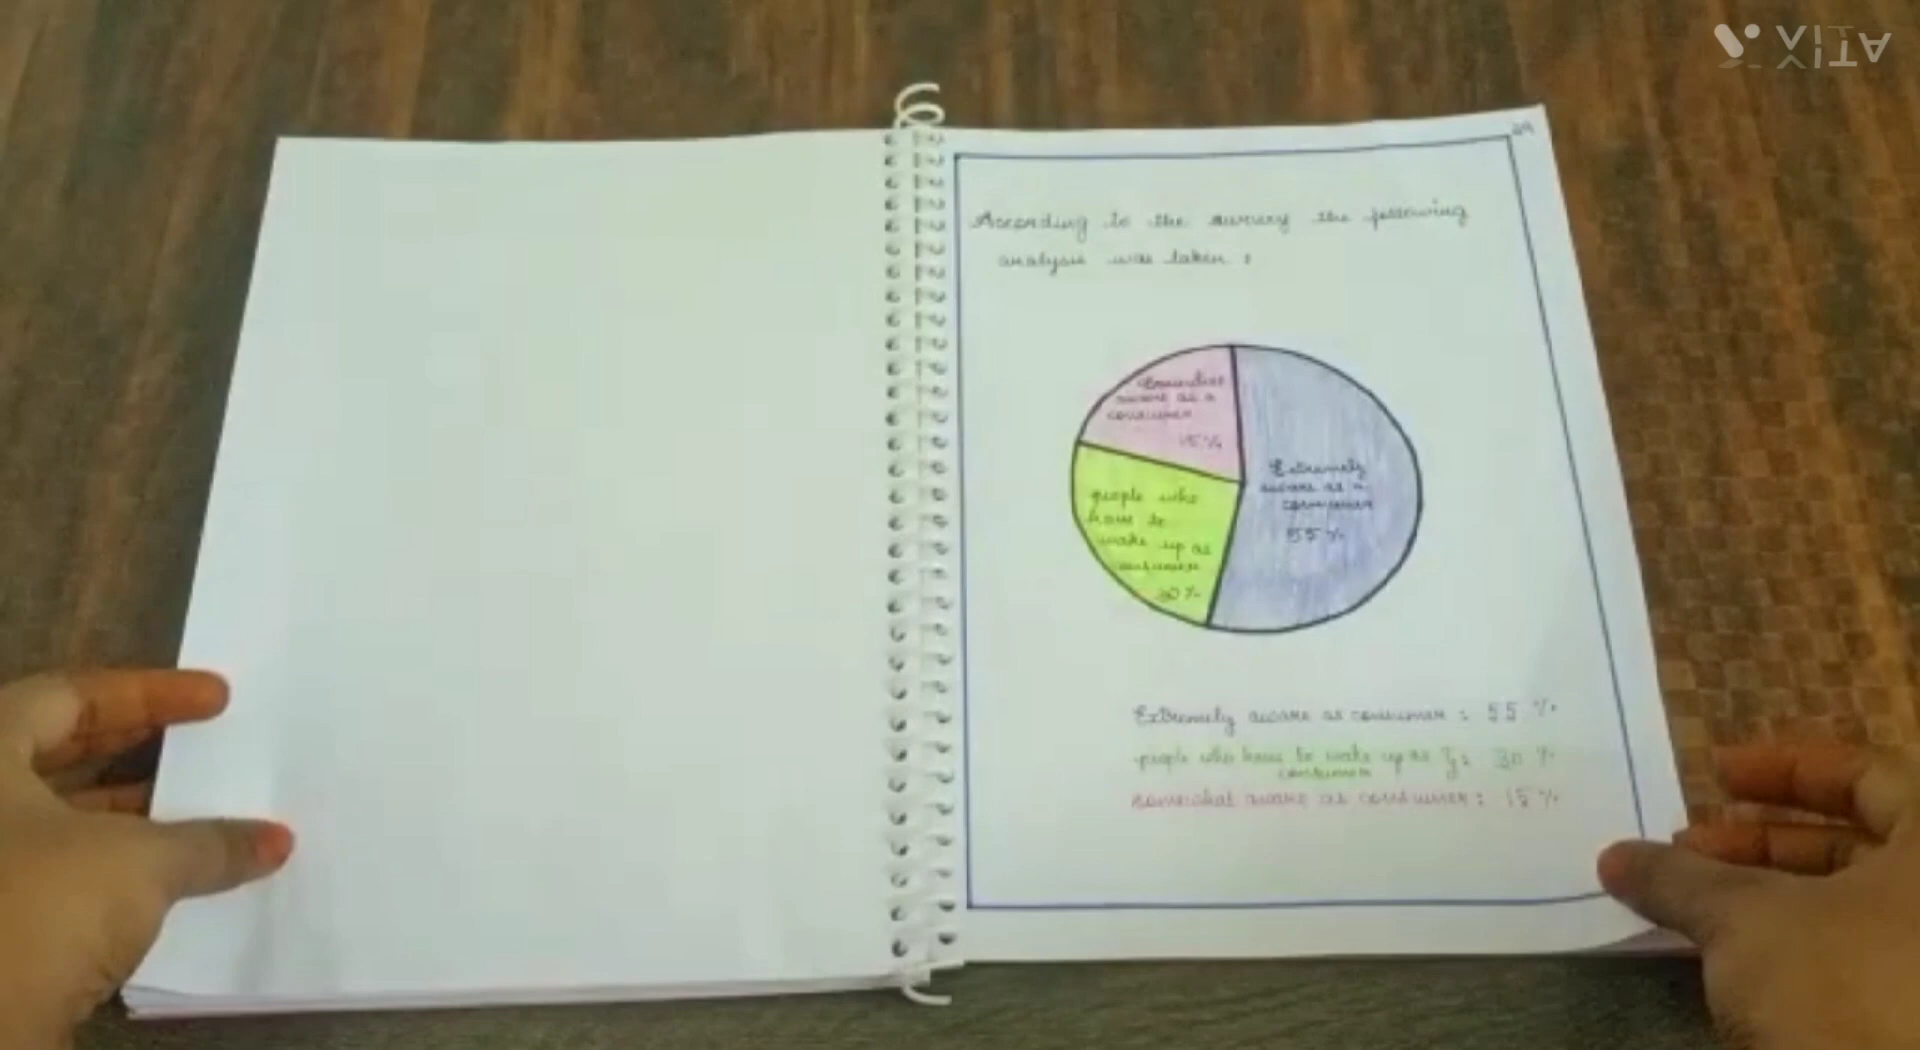 29
According to the survey the following
analysis was taken :
Somewhat
aware as a
consumer
15 %
Extremely
aware as a
consumer
55 %
people who
have to
wake up as
consumer
30 %
Extremely aware as consumer : 55 %
people who have to wake up as }: 30 %
consumer
somewhat aware as consumer : 15 %
VITA